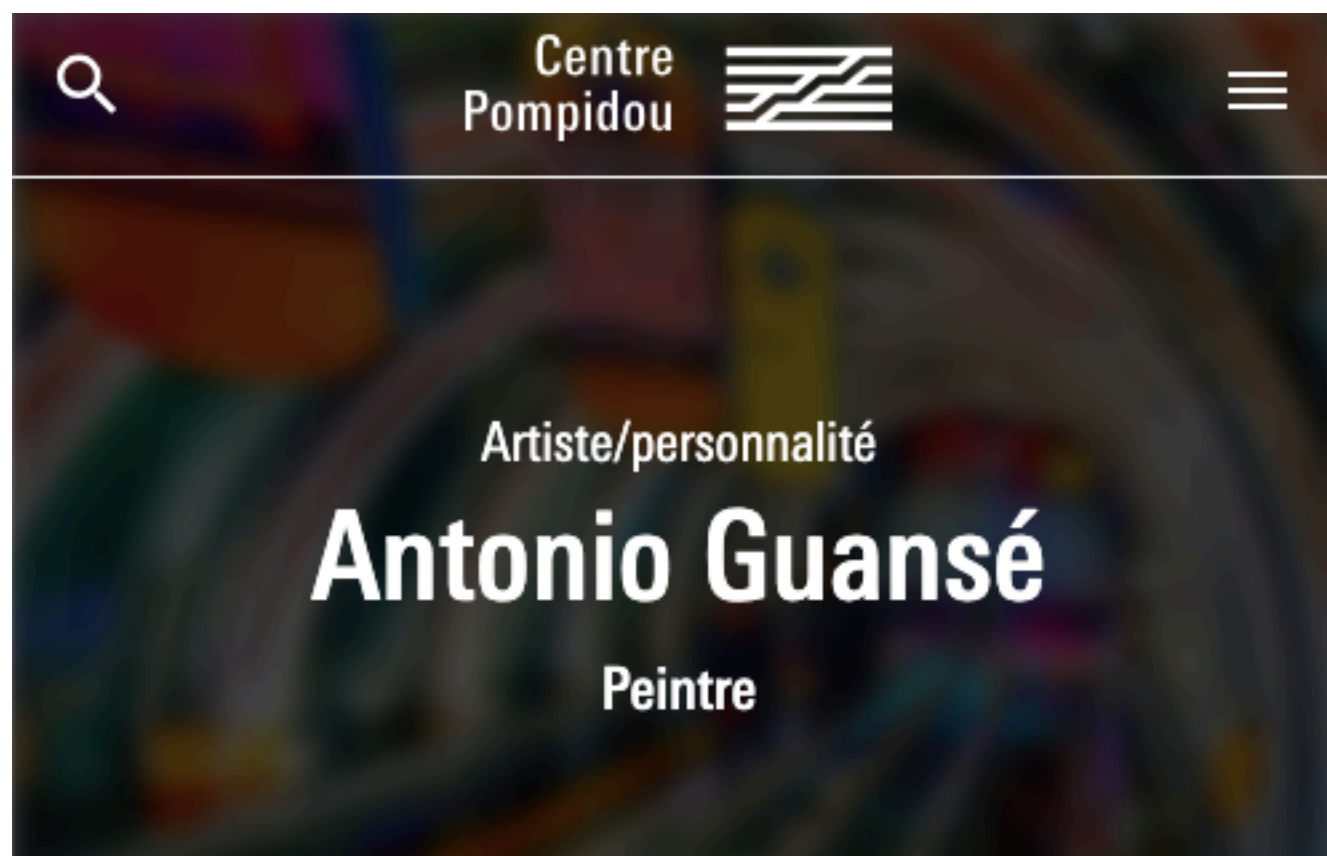 Centre
Pompidou
Artiste/personnalité
Antonio Guansé
Peintre